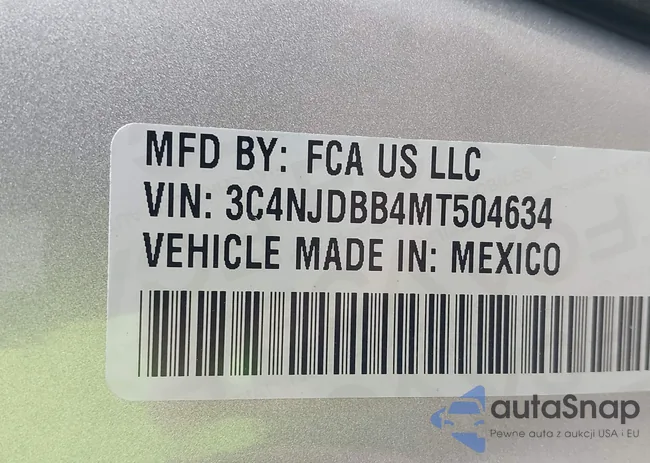 MFD BY: FCA US LLC
VIN: 3C4NJDBB4MT504634
VEHICLE MADE IN: MEXICO
autaSnap
Pewne auta z aukcji USA i EU